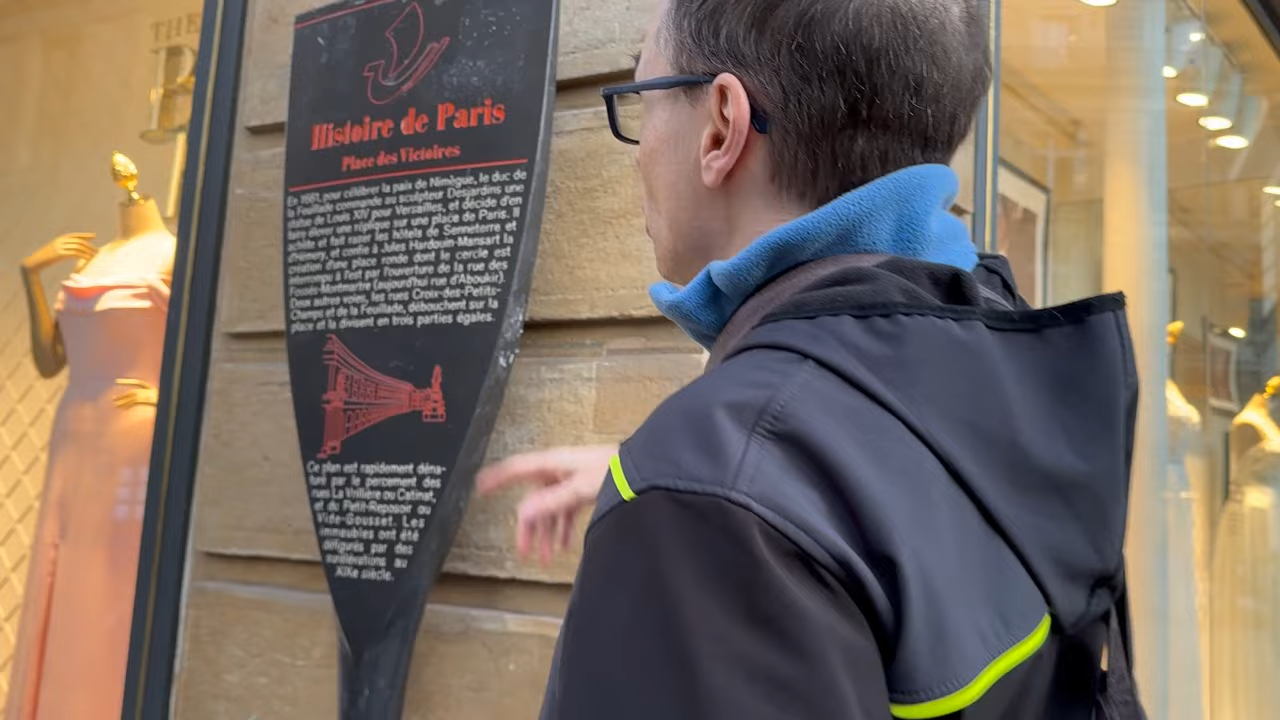 THE
Histoire de Paris
Place des Victoires
En 1681, pour célébrer la paix de Nimègue, le duc de
la Feuillade commande au sculpteur Desjardins une
statue de Louis XIV pour Versailles, et décide d'en
faire élever une réplique sur une place de Paris. Il
achète et fait raser les hôtels de Senneterre et
d'Hémery, et confie à Jules Hardouin-Mansart la
création d'une place ronde dont le cercle est
entamé à l'est par l'ouverture de la rue des
Fossés-Montmartre (aujourd'hui rue d'Aboukir).
Deux autres voies, les rues Croix-des-Petits-
Champs et de la Feuillade, débouchent sur la
place et la divisent en trois parties égales.
Ce plan est rapidement déna-
turé par le percement des
rues La Vrillière ou Catinat,
et du Petit-Reposoir ou
Vide-Gousset. Les
immeubles ont été
défigurés par des
surélévations au
XIXe siècle.